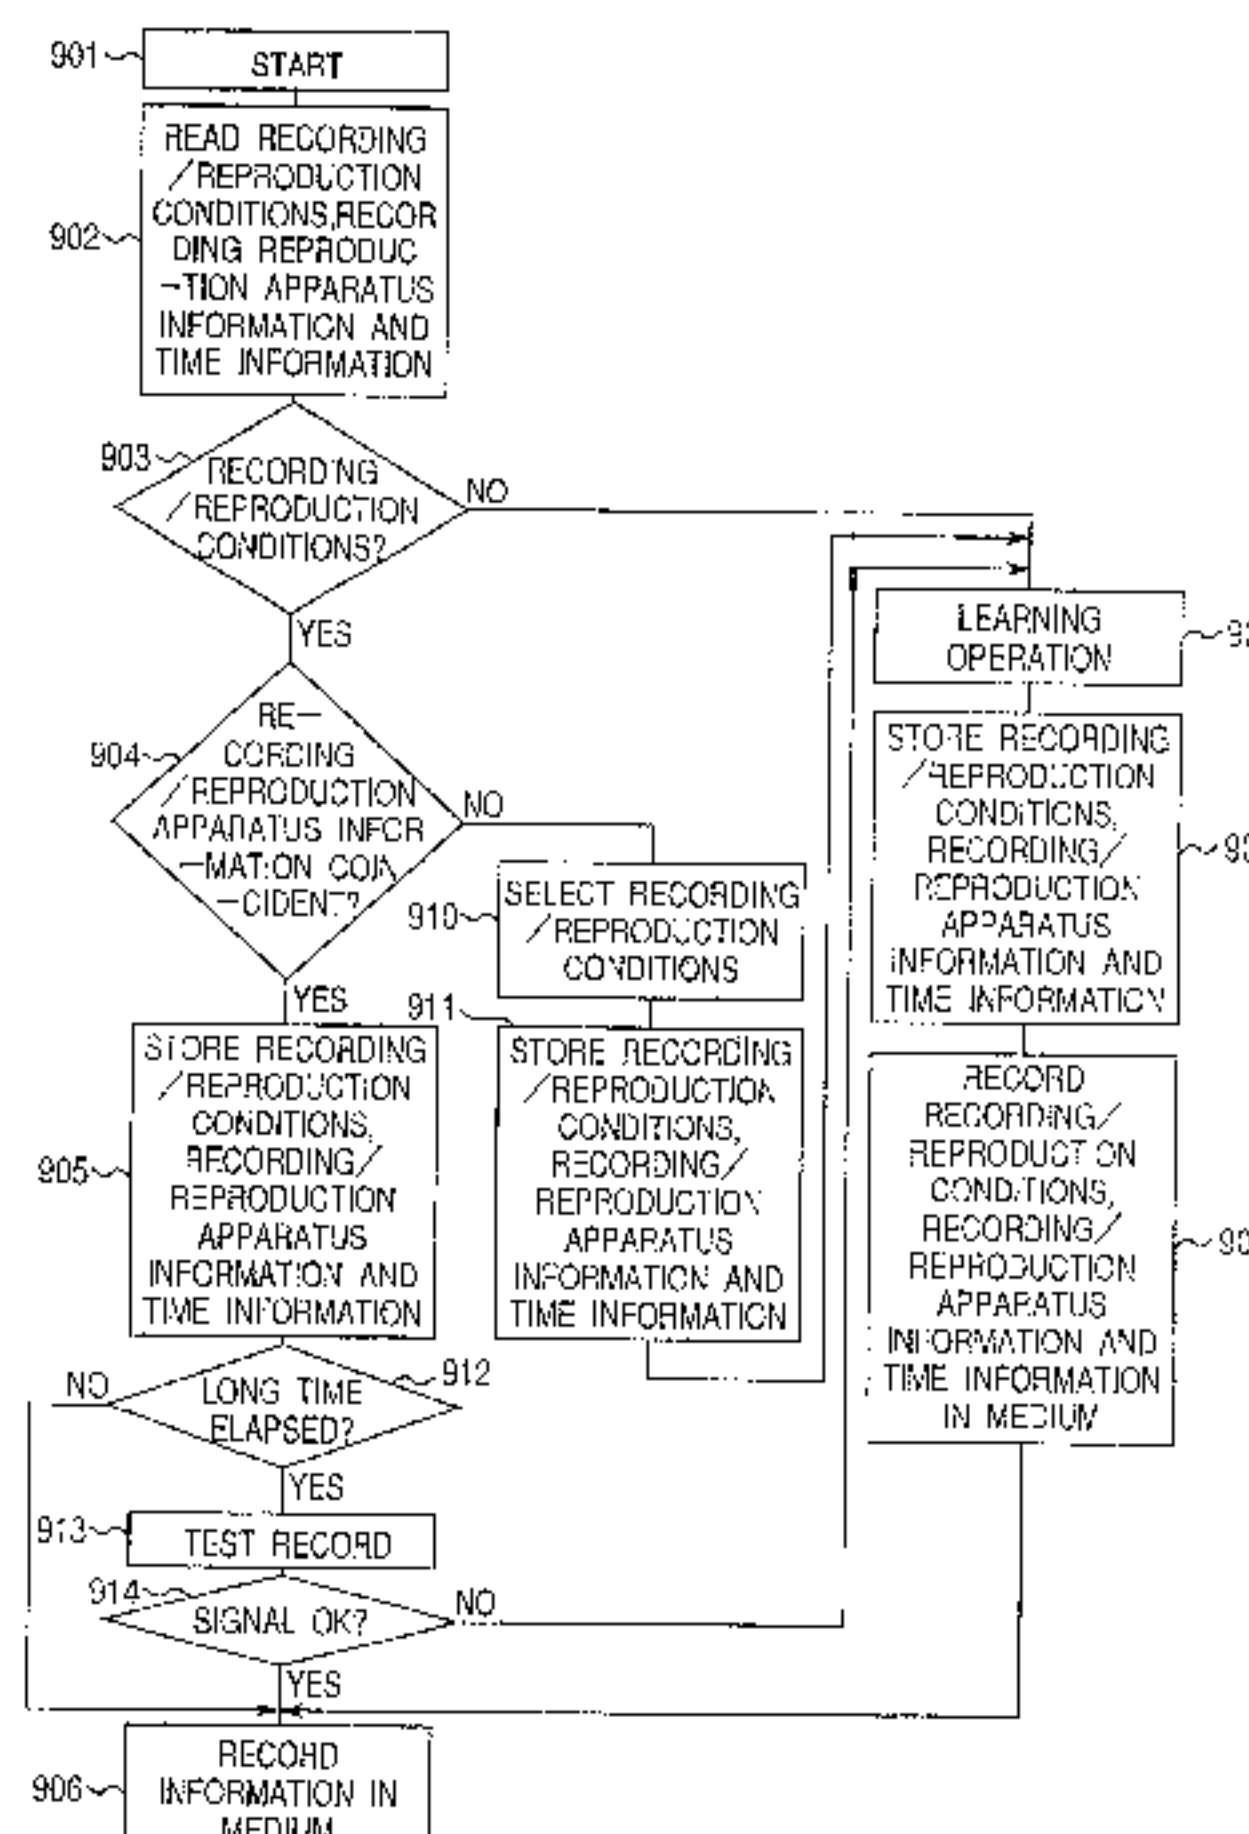 901
START
READ RECORDING
/REPRODUCTION
CONDITIONS,RECOR
DING REPRODUC
-TION APPARATUS
INFORMATION AND
TIME INFORMATION
902
903
RECORDING
/REPRODUCTION
CONDITIONS?
NO
YES
904
RE-
CORDING
/REPRODUCTION
APPARATUS INFOR
-MATION COIN
-CIDENT?
NO
YES
910
SELECT RECORDING
/REPRODUCTION
CONDITIONS
911
STORE RECORDING
/REPRODUCTION
CONDITIONS,
RECORDING/
REPRODUCTION
APPARATUS
INFORMATION AND
TIME INFORMATION
905
STORE RECORDING
/REPRODUCTION
CONDITIONS,
RECORDING/
REPRODUCTION
APPARATUS
INFORMATION AND
TIME INFORMATION
LEARNING
OPERATION
STORE RECORDING
/REPRODUCTION
CONDITIONS,
RECORDING/
REPRODUCTION
APPARATUS
INFORMATION AND
TIME INFORMATION
RECORD
RECORDING/
REPRODUCTION
CONDITIONS,
RECORDING/
REPRODUCTION
APPARATUS
INFORMATION AND
TIME INFORMATION
IN MEDIUM
NO
LONG TIME
ELAPSED?
912
YES
913
TEST RECORD
914
SIGNAL OK?
NO
YES
906
RECORD
INFORMATION IN
MEDIUM